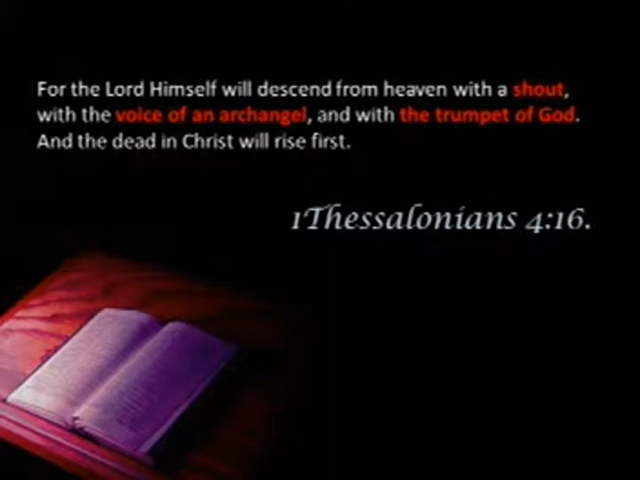 For the Lord Himself will descend from heaven with a shout,
with the voice of an archangel, and with the trumpet of God.
And the dead in Christ will rise first.
1Thessalonians 4:16.